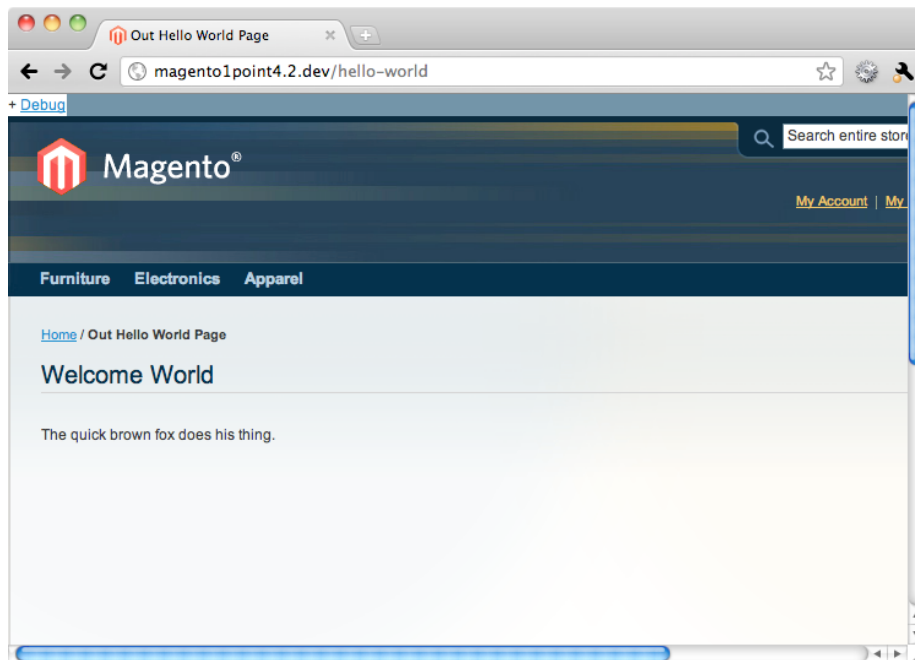 Out Hello World Page
magento1point4.2.dev/hello-world
+ Debug
Magento®
Search entire store
My Account | My
Furniture Electronics Apparel
Home / Out Hello World Page
Welcome World
The quick brown fox does his thing.